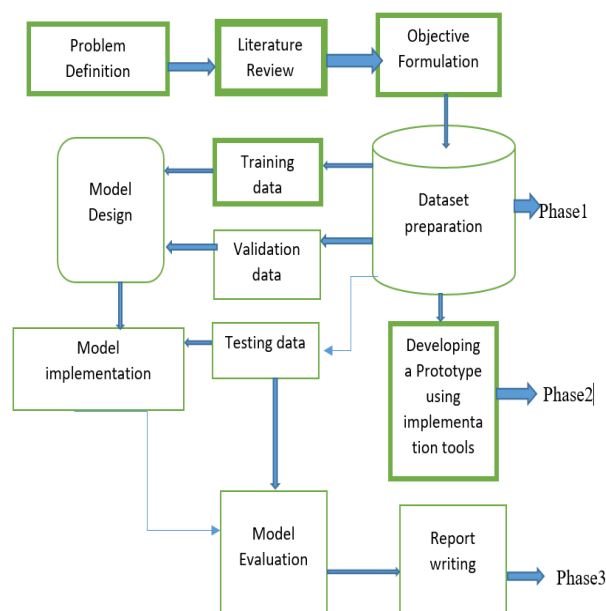 Problem
Definition
Literature
Review
Objective
Formulation
Training
data
Model
Design
Dataset
preparation
Phase1
Validation
data
Testing data
Model
implementation
Developing
a Prototype
using
implementa
tion tools
Phase2
Model
Evaluation
Report
writing
Phase3